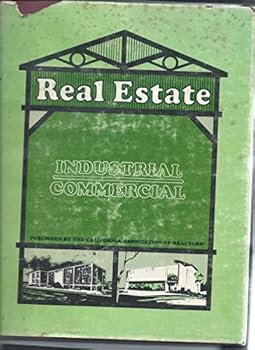 Real Estate
INDUSTRIAL
COMMERCIAL
PUBLISHED BY THE CALIFORNIA ASSOCIATION OF REALTORS®